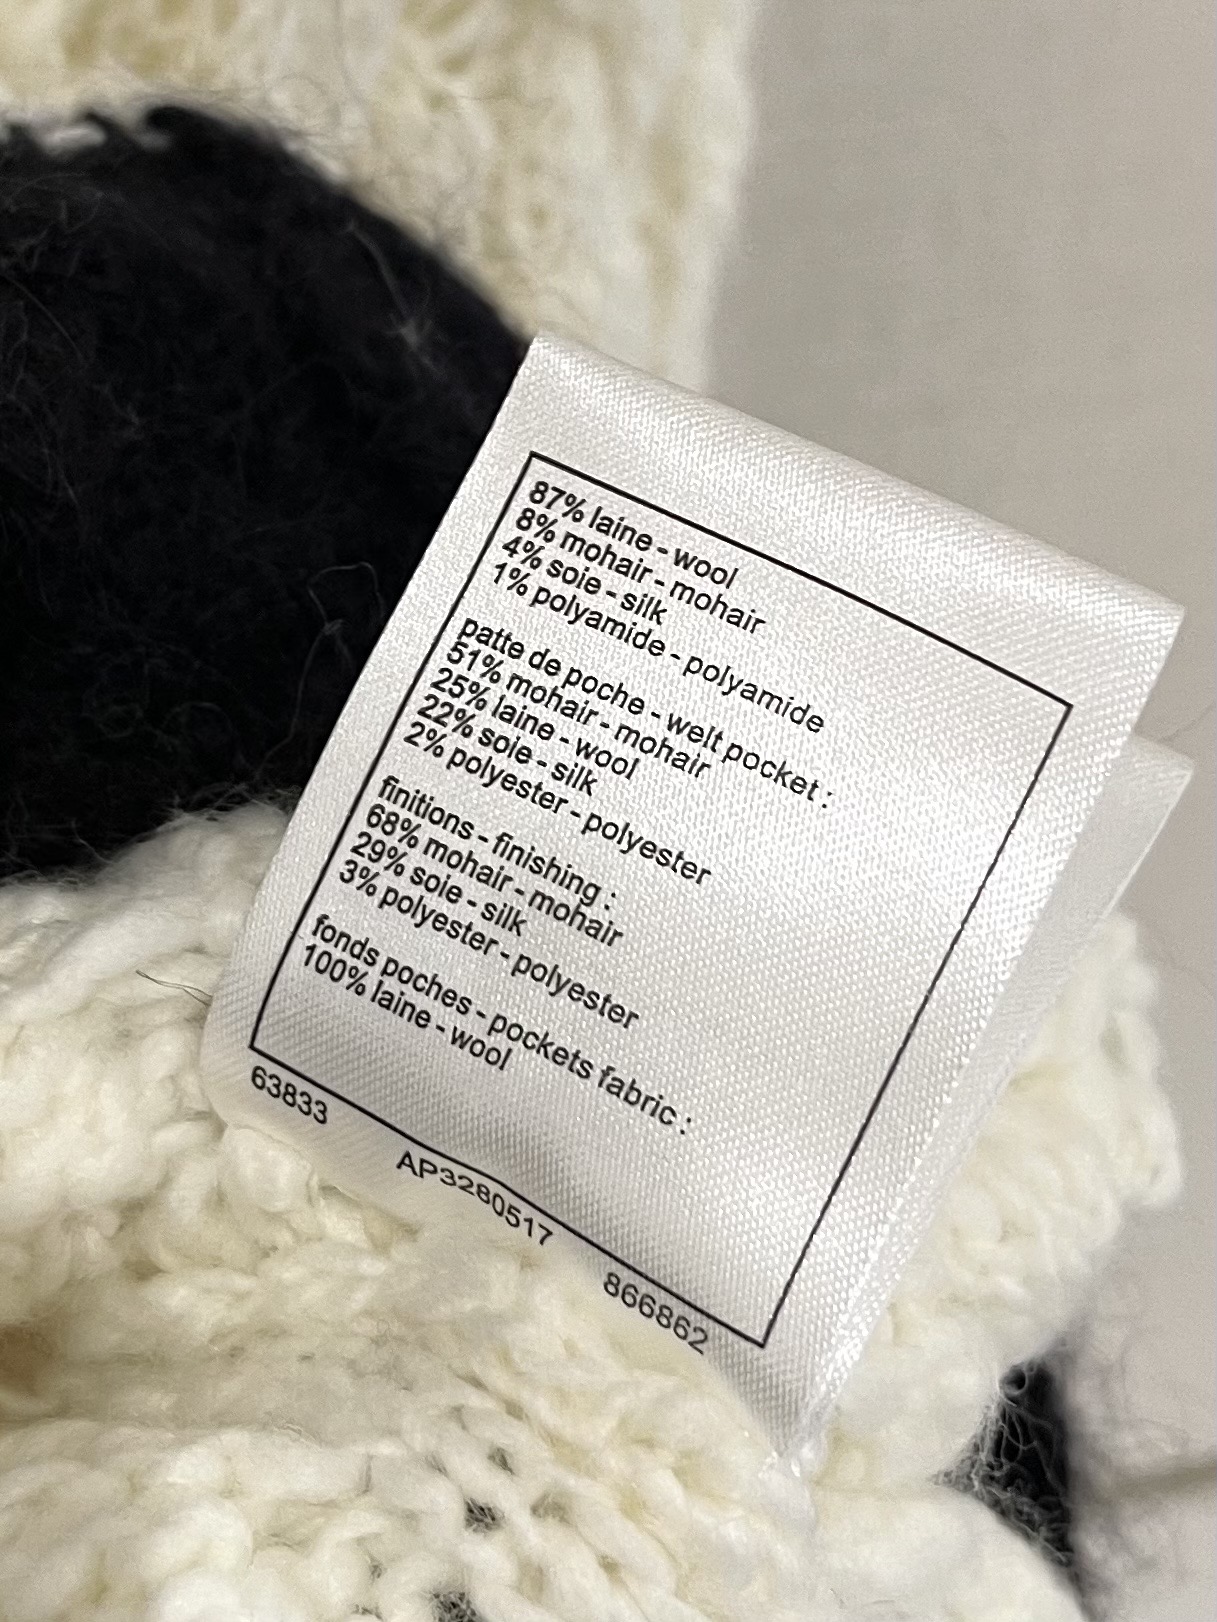 87% laine - wool
8% mohair - mohair
4% soie - silk
1% polyamide - polyamide
patte de poche - welt pocket :
51% mohair - mohair
25% laine - wool
22% soie - silk
2% polyester - polyester
finitions - finishing :
68% mohair - mohair
29% soie - silk
3% polyester - polyester
fonds poches - pockets fabric :
100% laine - wool
63833 AP3280517 866862